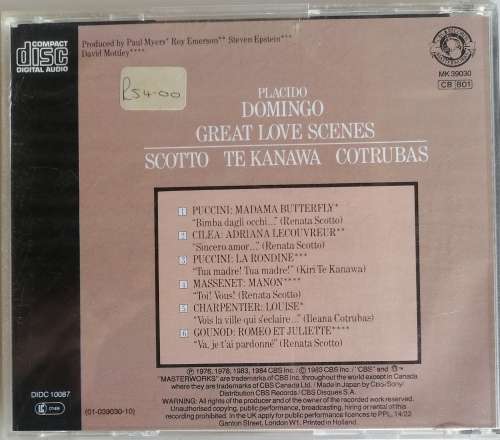 COMPACT
disc
DIGITAL AUDIO
Produced by Paul Myers* Roy Emerson** Steven Epstein***
David Mottley****
R54-00
MK 39030
CB 801
PLACIDO
DOMINGO
GREAT LOVE SCENES
SCOTTO TE KANAWA COTRUBAS
1 PUCCINI: MADAMA BUTTERFLY*
"Bimba dagli occhi..." (Renata Scotto)
2 CILEA: ADRIANA LECOUVREUR**
"Sincero amor..." (Renata Scotto)
3 PUCCINI: LA RONDINE***
"Tua madre! Tua madre!" (Kiri Te Kanawa)
4 MASSENET: MANON****
"Toi! Vous! (Renata Scotto)
5 CHARPENTIER: LOUISE*
"Vois la ville qui s'eclaire..." (Ileana Cotrubas)
6 GOUNOD: ROMEO ET JULIETTE****
"Va, je t'ai pardonné" (Renata Scotto)
DIDC 10087
(01-039030-10)
℗ 1976, 1978, 1983, 1984 CBS Inc./ © 1983 CBS Inc./ "CBS" and
"MASTERWORKS" are trademarks of CBS Inc. throughout the world except in Canada
where they are trademarks of CBS Canada Ltd. / Made in Japan by Cbs/Sony/
Distribution CBS Records / CBS Disques S.A.
WARNING: All rights of the producer and of the owner of the recorded work reserved.
Unauthorised copying, public performance, broadcasting, hiring or rental of this
recording prohibited. In the UK apply for public performance licences to PPL, 14/22
Ganton Street, London W1. Printed in Holland.